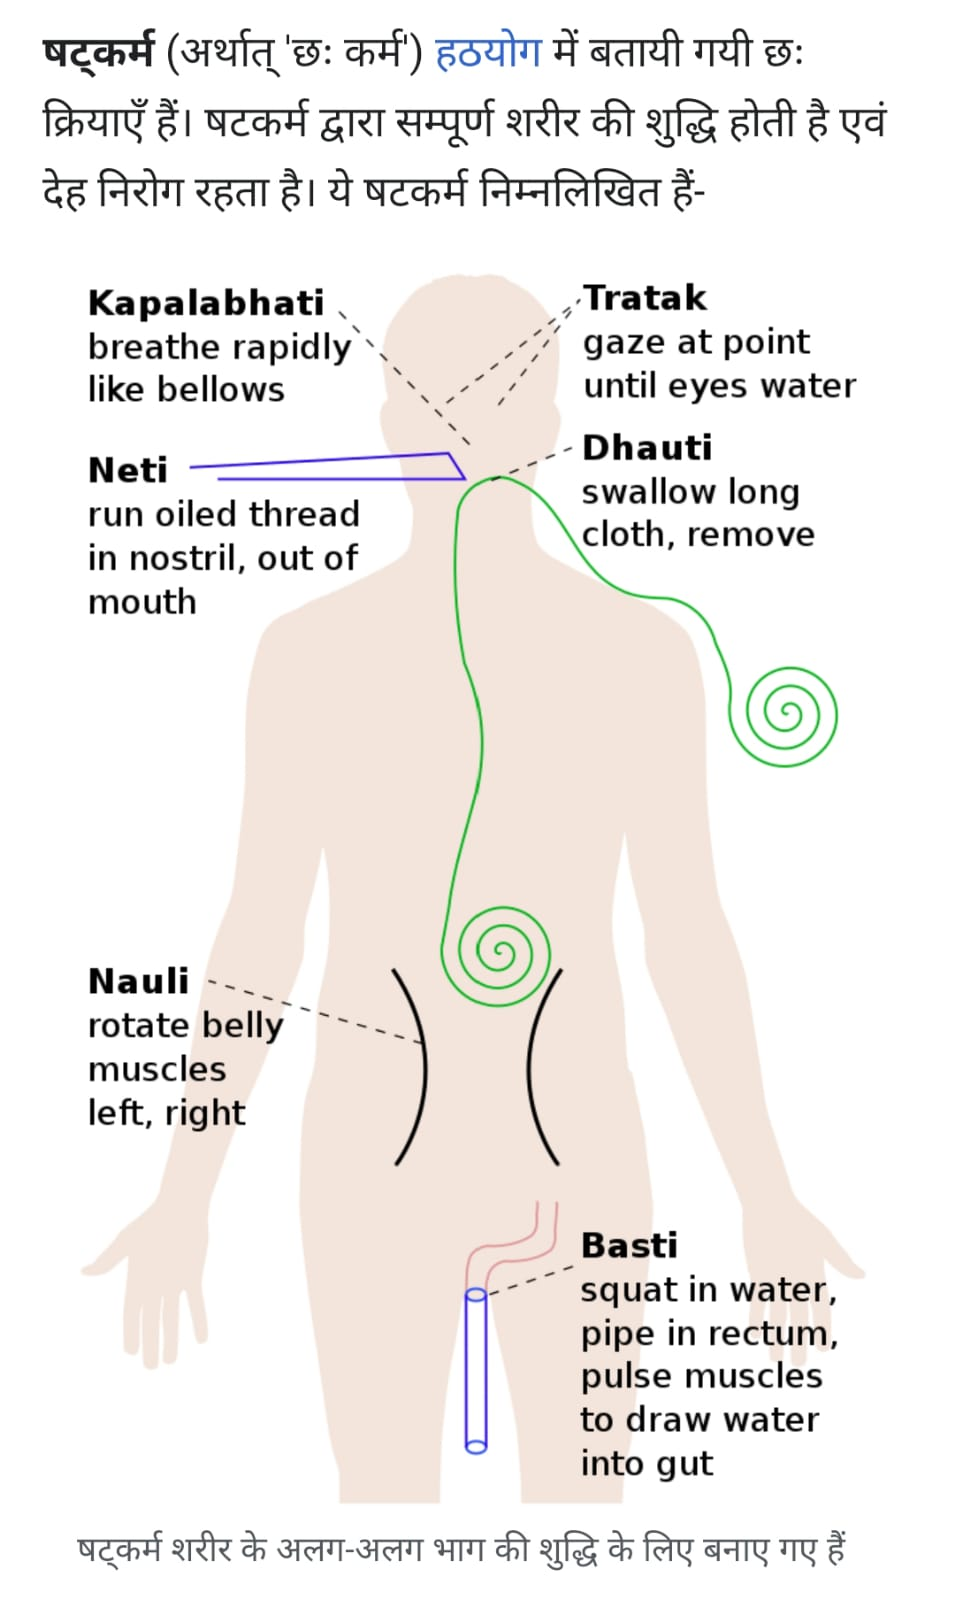 षट्कर्म (अर्थात् 'छः कर्म') हठयोग में बतायी गयी छः
क्रियाएँ हैं। षटकर्म द्वारा सम्पूर्ण शरीर की शुद्धि होती है एवं
देह निरोग रहता है। ये षटकर्म निम्नलिखित हैं-
Kapalabhati
breathe rapidly
like bellows
Tratak
gaze at point
until eyes water
Neti
run oiled thread
in nostril, out of
mouth
Dhauti
swallow long
cloth, remove
Nauli
rotate belly
muscles
left, right
Basti
squat in water,
pipe in rectum,
pulse muscles
to draw water
into gut
षट्कर्म शरीर के अलग-अलग भाग की शुद्धि के लिए बनाए गए हैं